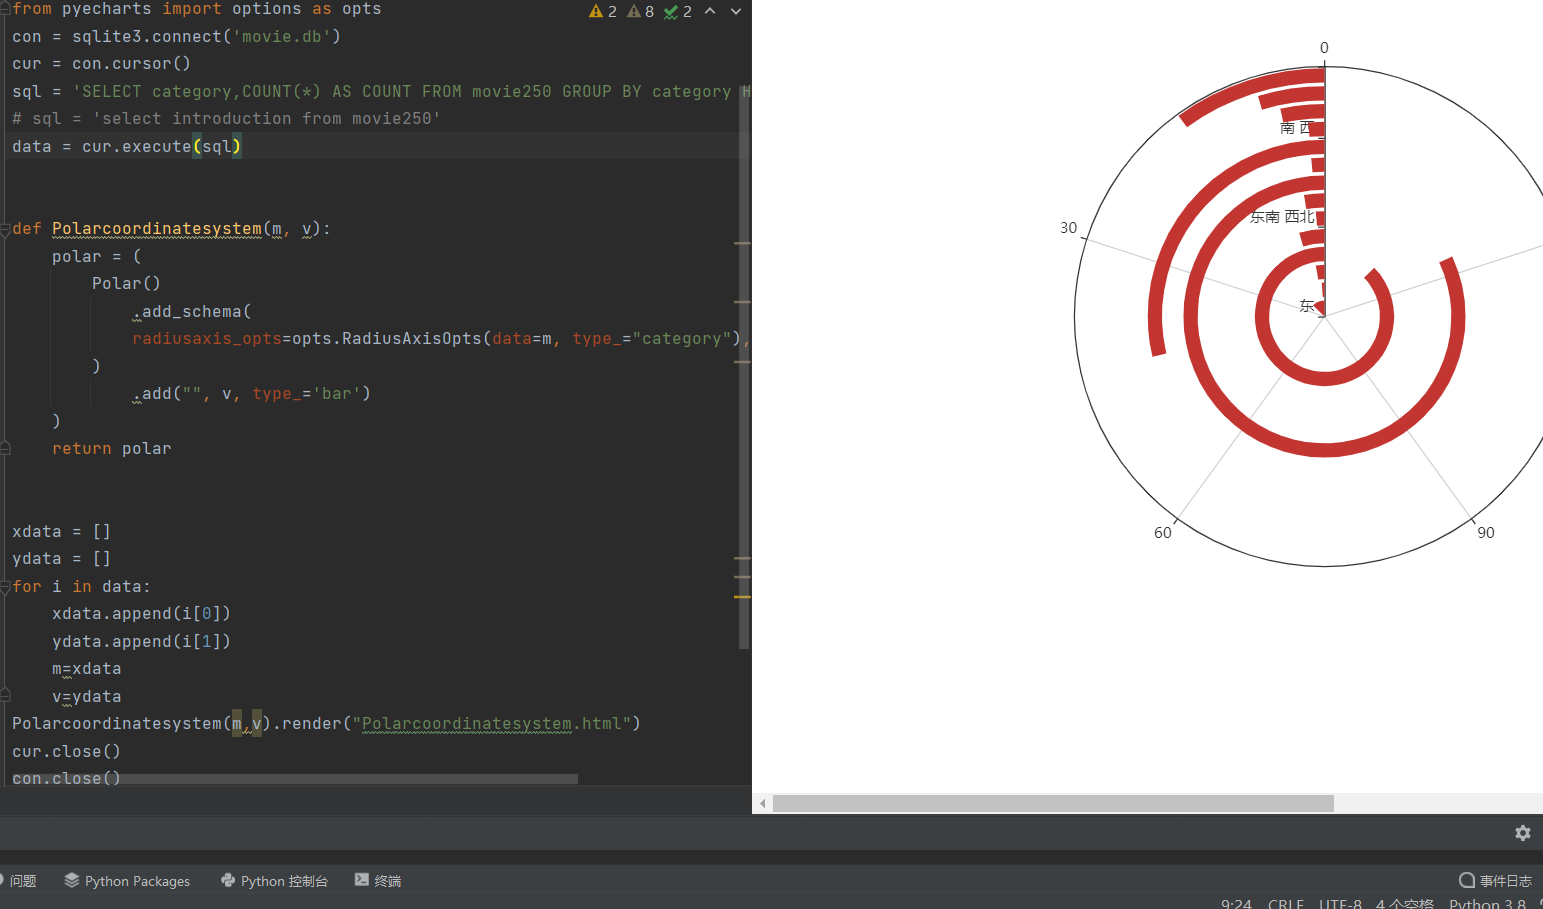 from pyecharts import options as opts
2 8 2
con = sqlite3.connect('movie.db')
cur = con.cursor()
sql = 'SELECT category,COUNT(*) AS COUNT FROM movie250 GROUP BY category H
# sql = 'select introduction from movie250'
data = cur.execute(sql)
def Polarcoordinatesystem(m, v):
polar = (
Polar()
.add_schema(
radiusaxis_opts=opts.RadiusAxisOpts(data=m, type_="category"),
)
.add("", v, type_='bar')
)
return polar
xdata = []
ydata = []
for i in data:
xdata.append(i[0])
ydata.append(i[1])
m=xdata
v=ydata
Polarcoordinatesystem(m,v).render("Polarcoordinatesystem.html")
cur.close()
con.close()
0
南 西
30
东南 西北
东
60
90
问题
Python Packages
Python 控制台
终端
事件日志
9:24 CRLF UTF-8 4 个空格 Python 3.8